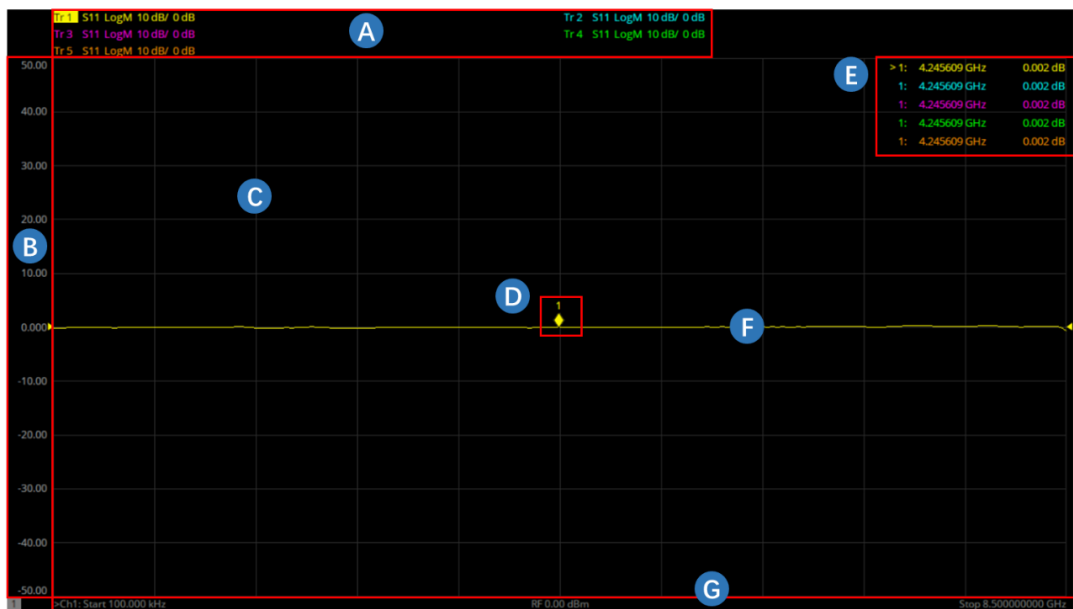 Tr 1 S11 LogM 10 dB/ 0 dB
Tr 2 S11 LogM 10 dB/ 0 dB
Tr 3 S11 LogM 10 dB/ 0 dB
Tr 4 S11 LogM 10 dB/ 0 dB
Tr 5 S11 LogM 10 dB/ 0 dB
A
50.00
E
> 1: 4.245609 GHz 0.002 dB
1: 4.245609 GHz 0.002 dB
1: 4.245609 GHz 0.002 dB
1: 4.245609 GHz 0.002 dB
1: 4.245609 GHz 0.002 dB
40.00
30.00
C
20.00
B
10.00
D
1
0.000
F
-10.00
-20.00
-30.00
-40.00
-50.00
G
1 >Ch1: Start 100.000 kHz RF 0.00 dBm Stop 8.500000000 GHz